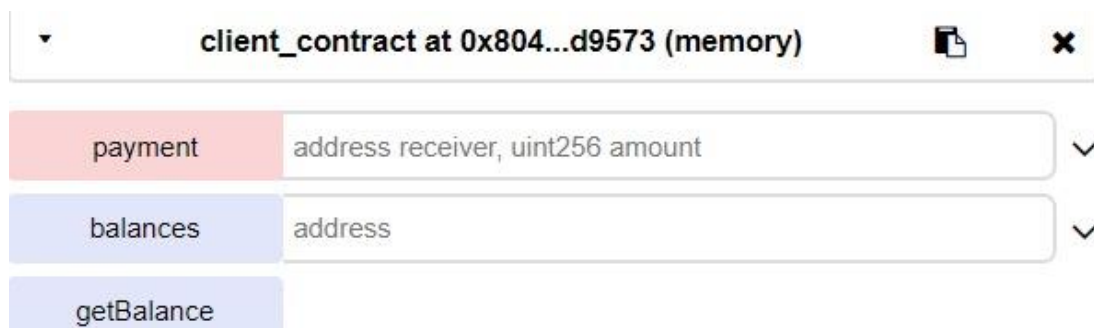 client_contract at 0x804...d9573 (memory)
payment address receiver, uint256 amount
balances address
getBalance